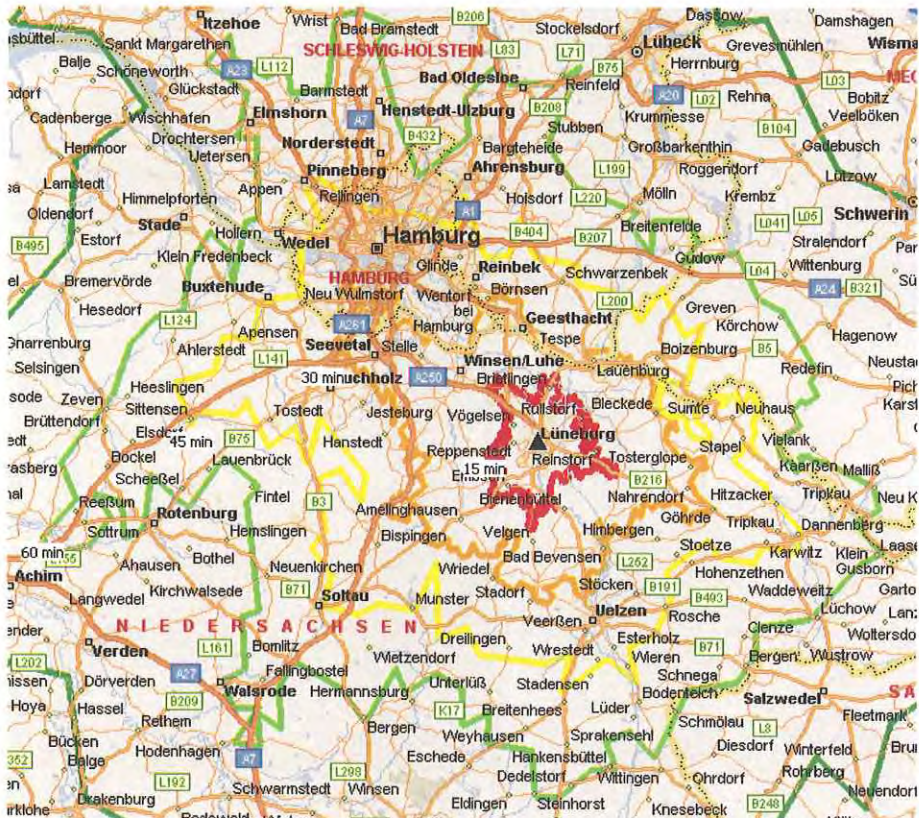 Itzehoe
Wrist
Bad Bramstedt
B206
Stockelsdorf
Dassow
Damshagen
Sankt Margarethen
SCHLESWIG-HOLSTEIN
L83
L71
Lübeck
Grevesmühlen
Balje
Schöneworth
A23
L112
Bad Oldesloe
B75
Herrnburg
Glückstadt
Barmstedt
Reinfeld
A20
L03
Cadenberge
Wischhafen
Elmshorn
A7
Henstedt-Ulzburg
B208
L02
Rehna
Bobitz
Veelböken
Drochtersen
B432
Stubben
Krummesse
B104
Hemmoor
Uetersen
Norderstedt
Bargteheide
Großbarkenthin
Gadebusch
Lamstedt
Appen
Pinneberg
Ahrensburg
L199
Roggendorf
Lützow
Himmelpforten
Rellingen
Hoisdorf
L220
Mölln
Krembz
Oldendorf
Stade
A1
Breitenfelde
L041
L05
Schwerin
B495
Estorf
Hollern
Wedel
Hamburg
B404
B207
Stralendorf
Klein Fredenbeck
Glinde
Reinbek
Gudow
L04
Wittenburg
Bremervörde
Buxtehude
HAMBURG
Börnsen
Schwarzenbek
A24
B321
Hesedorf
Neu Wulmstorf
Wentorf
bei
Hamburg
L200
Greven
L124
Apensen
A261
Geesthacht
Körchow
Gnarrenburg
Ahlerstedt
Seevetal
Stelle
Tespe
Boizenburg
B5
Hagenow
Selsingen
L141
Winsen/Luhe
Lauenburg
Redefin
30 min
A250
Brietlingen
Heeslingen
Zeven
Sittensen
Tostedt
Jesteburg
Vögelsen
Rullstorf
Bleckede
Sumte
Neuhaus
Brüttendorf
Elsdorf
45 min
B75
Hanstedt
Lüneburg
Stapel
Vielank
Bockel
Lauenbrück
Reppenstedt
15 min
Reinstorf
Tosterglope
Kaarßen
Malliß
Scheeßel
B216
Reeßum
Fintel
B3
Bienenbüttel
Nahrendorf
Hitzacker
Tripkau
Rotenburg
Amelinghausen
Göhrde
Tripkau
Dannenberg
Sottrum
Hemslingen
Bispingen
Velgen
Himbergen
Stoetze
60 min
Bothel
Bad Bevensen
L252
Karwitz
Klein
Gusborn
Achim
Ahausen
Neuenkirchen
Wriedel
Hohenzethen
Kirchwalsede
B71
Stöcken
B191
Waddeweitz
Langwedel
Soltau
Munster
Stadorf
Uelzen
B493
Rosche
Lüchow
NIEDERSACHSEN
Veerßen
Clenze
Dreilingen
Esterholz
B71
L202
Verden
L161
Bomlitz
Wietzendorf
Wrestedt
Wieren
Bergen
Wustrow
A27
Fallingbostel
Schnega
Dörverden
Walsrode
Hermannsburg
Unterlüß
Stadensen
Bodenteich
Salzwedel
Hoya
Hassel
B209
K17
Breitenhees
Lüder
Fleetmark
Rethem
Bergen
Weyhausen
Sprakensehl
Schmölau
L8
Bücken
Hodenhagen
Eschede
Hankensbüttel
Diesdorf
Winterfeld
Balge
A7
L298
Dedelstorf
Wittingen
Ohrdorf
Rohrberg
L192
Schwarmstedt
Winsen
Drakenburg
Eldingen
Steinhorst
Knesebeck
B248